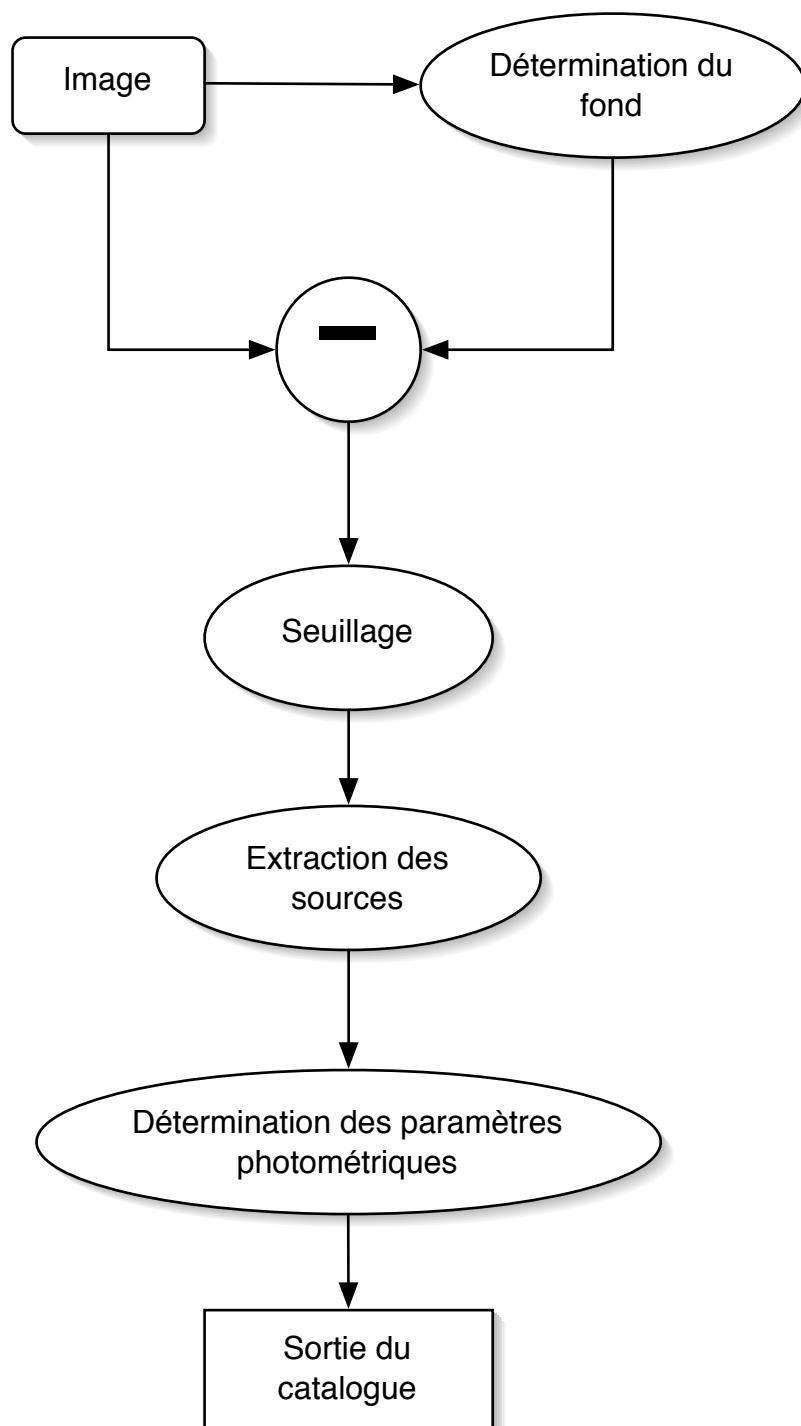 Image
Détermination du
fond
Seuillage
Extraction des
sources
Détermination des paramètres
photométriques
Sortie du
catalogue